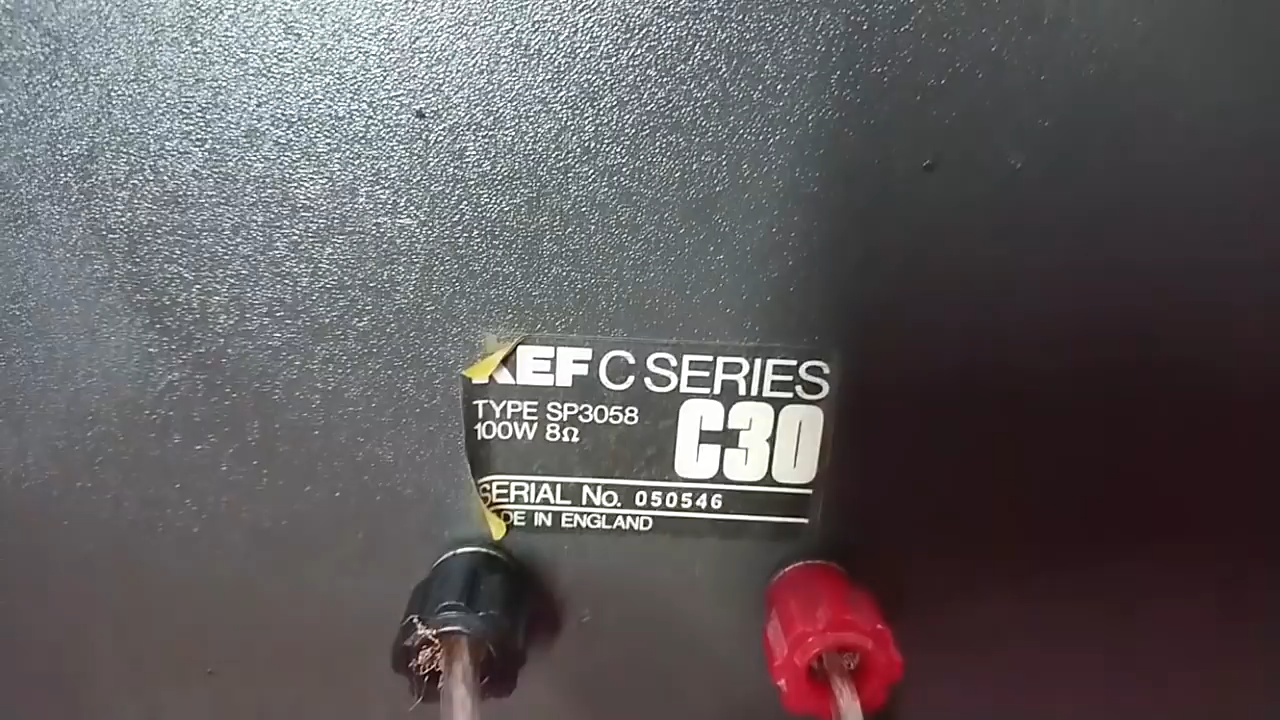 KEF C SERIES
TYPE SP3058
100W 8Ω
C30
SERIAL No. 050546
DE IN ENGLAND